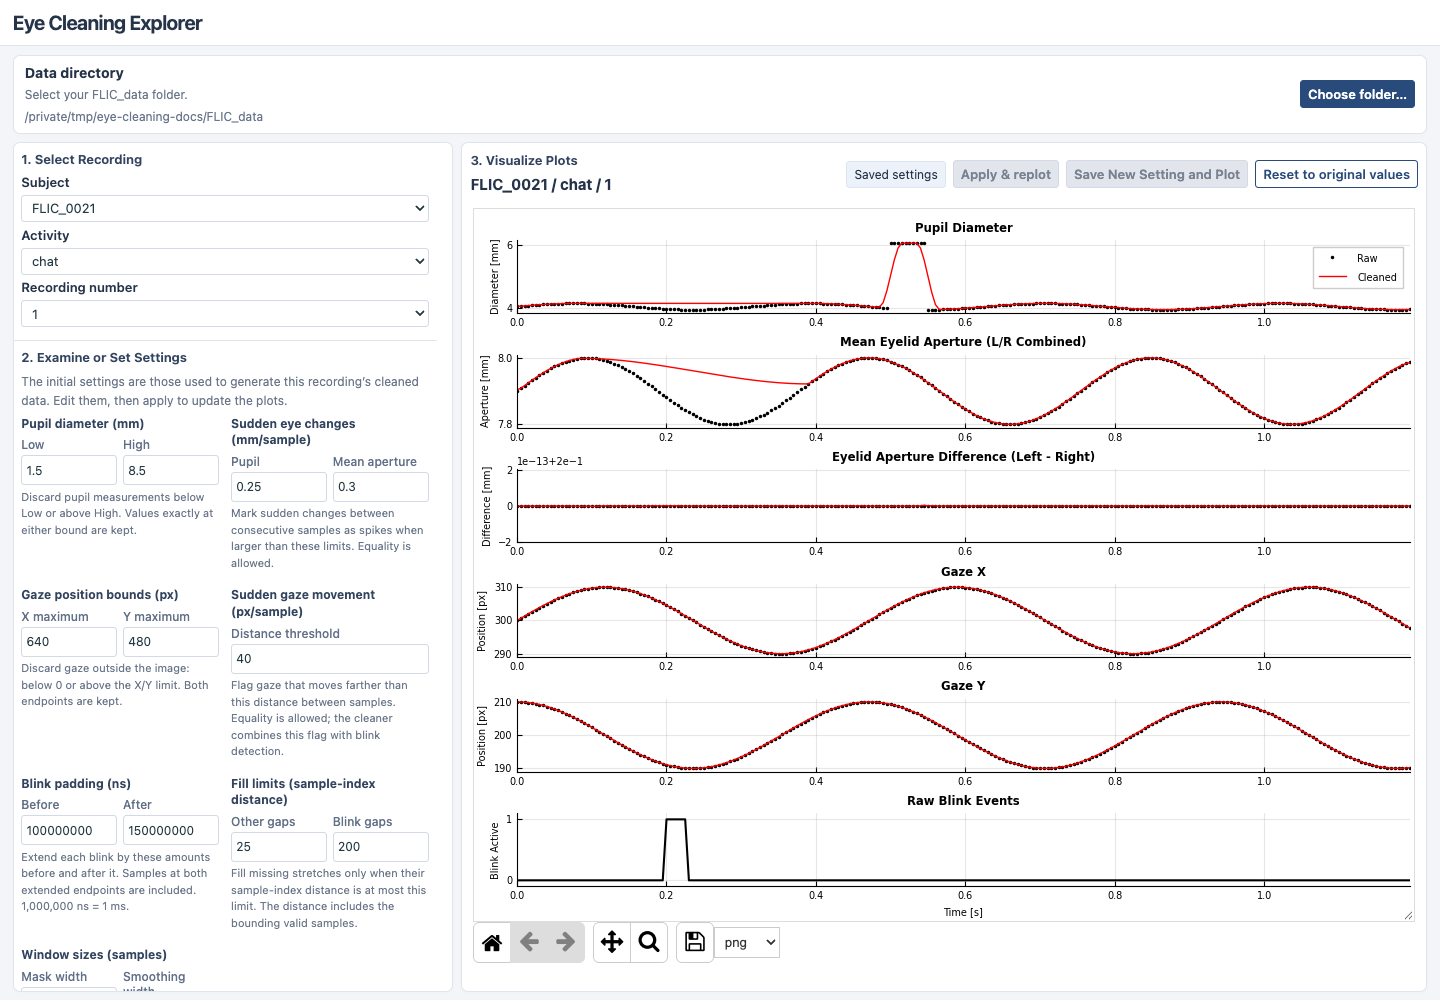 Eye Cleaning Explorer
Data directory
Select your FLIC_data folder.
/private/tmp/eye-cleaning-docs/FLIC_data
Choose folder...
1. Select Recording
Subject
FLIC_0021
Activity
chat
Recording number
1
2. Examine or Set Settings
The initial settings are those used to generate this recording's cleaned
data. Edit them, then apply to update the plots.
Pupil diameter (mm)
Low High
1.5 8.5
Discard pupil measurements below
Low or above High. Values exactly at
either bound are kept.
Sudden eye changes
(mm/sample)
Pupil Mean aperture
0.25 0.3
Mark sudden changes between
consecutive samples as spikes when
larger than these limits. Equality is
allowed.
Gaze position bounds (px)
X maximum Y maximum
640 480
Discard gaze outside the image:
below 0 or above the X/Y limit. Both
endpoints are kept.
Sudden gaze movement
(px/sample)
Distance threshold
40
Flag gaze that moves farther than
this distance between samples.
Equality is allowed; the cleaner
combines this flag with blink
detection.
Blink padding (ns)
Before After
100000000 150000000
Extend each blink by these amounts
before and after it. Samples at both
extended endpoints are included.
1,000,000 ns = 1 ms.
Fill limits (sample-index
distance)
Other gaps Blink gaps
25 200
Fill missing stretches only when their
sample-index distance is at most this
limit. The distance includes the
bounding valid samples.
Window sizes (samples)
Mask width Smoothing
3. Visualize Plots
FLIC_0021 / chat / 1
Saved settings
Apply & replot
Save New Setting and Plot
Reset to original values
Pupil Diameter
Diameter [mm]
6
4
Raw
Cleaned
0.0 0.2 0.4 0.6 0.8 1.0
Mean Eyelid Aperture (L/R Combined)
Aperture [mm]
8.0
7.8
0.0 0.2 0.4 0.6 0.8 1.0
Eyelid Aperture Difference (Left - Right)
1e-13+2e-1
Difference [mm]
2
0
−2
0.0 0.2 0.4 0.6 0.8 1.0
Gaze X
Position [px]
310
300
290
0.0 0.2 0.4 0.6 0.8 1.0
Gaze Y
Position [px]
210
200
190
0.0 0.2 0.4 0.6 0.8 1.0
Raw Blink Events
Blink Active
1
0
0.0 0.2 0.4 0.6 0.8 1.0
Time [s]
png